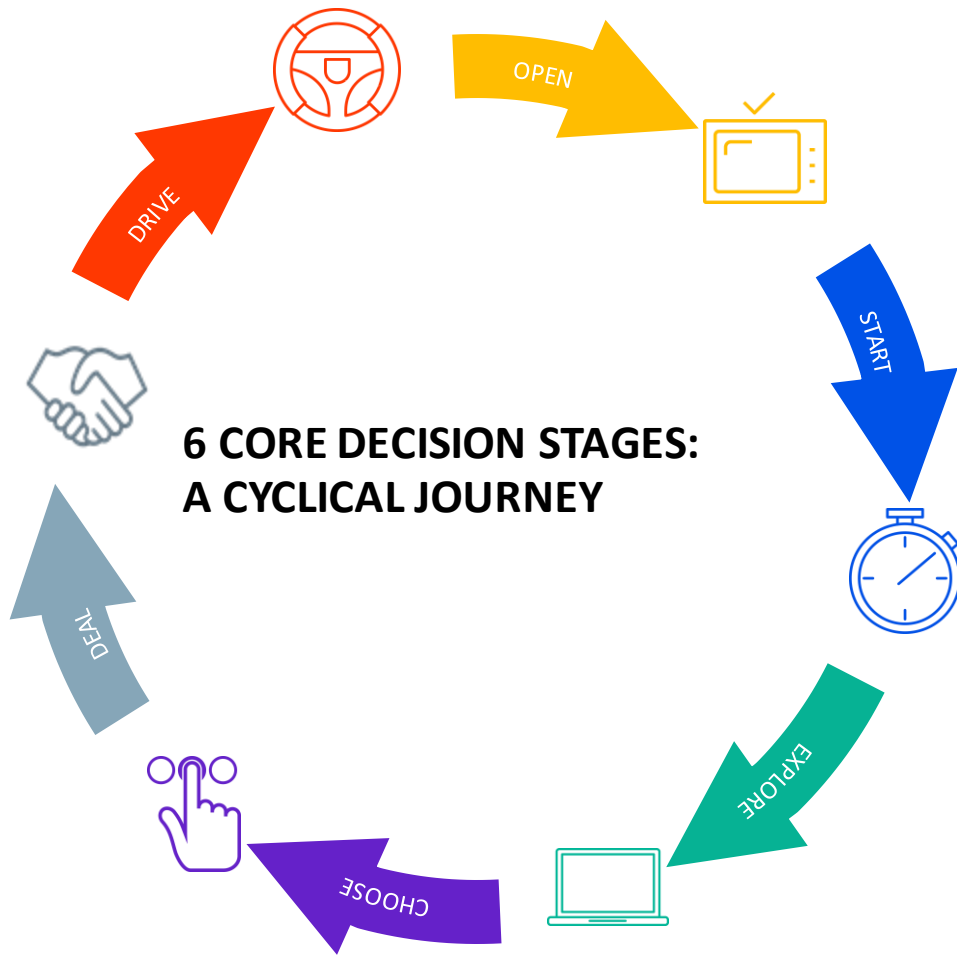 OPEN
START
EXPLORE
CHOOSE
DEAL
DRIVE
6 CORE DECISION STAGES:
A CYCLICAL JOURNEY